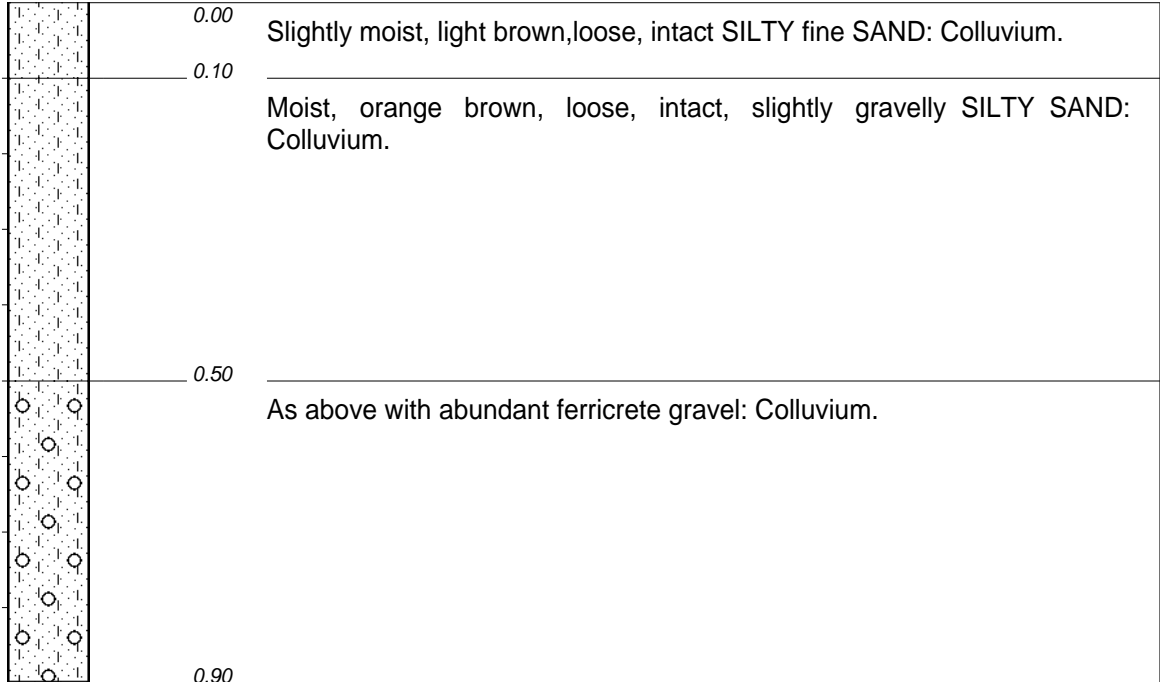 0.00
Slightly moist, light brown,loose, intact SILTY fine SAND: Colluvium.
0.10
Moist, orange brown, loose, intact, slightly gravelly SILTY SAND:
Colluvium.
0.50
As above with abundant ferricrete gravel: Colluvium.
0.90